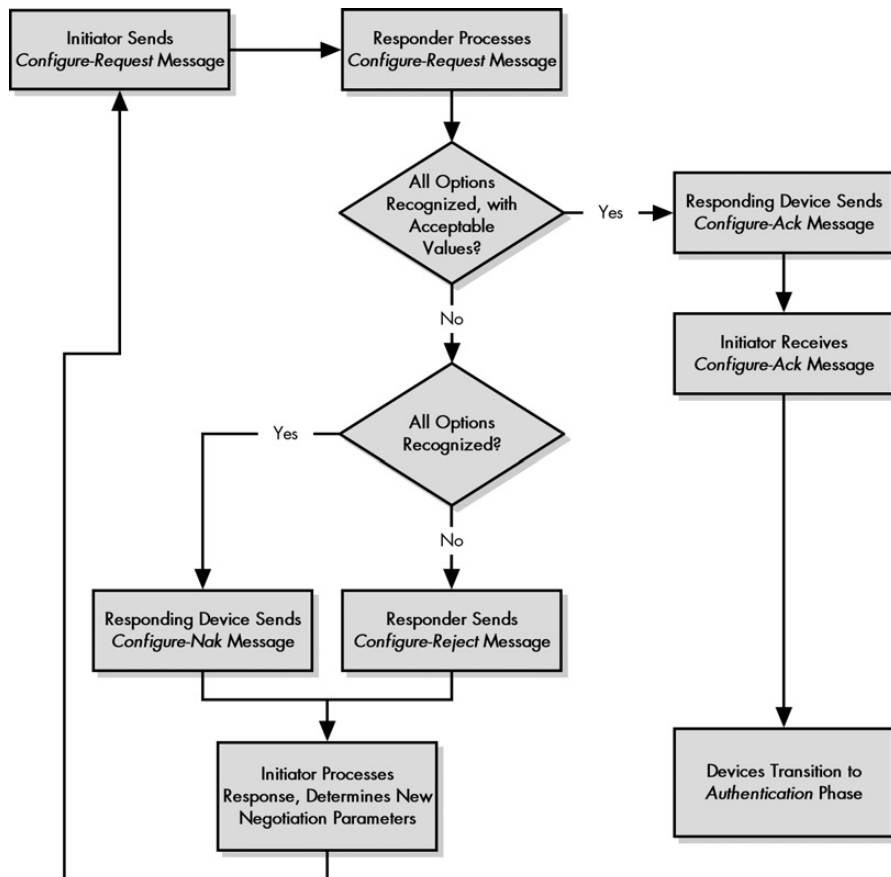 Initiator Sends
Configure-Request Message
Responder Processes
Configure-Request Message
All Options
Recognized, with
Acceptable
Values?
Yes
Responding Device Sends
Configure-Ack Message
No
Initiator Receives
Configure-Ack Message
All Options
Recognized?
Yes
No
Responding Device Sends
Configure-Nak Message
Responder Sends
Configure-Reject Message
Initiator Processes
Response, Determines New
Negotiation Parameters
Devices Transition to
Authentication Phase